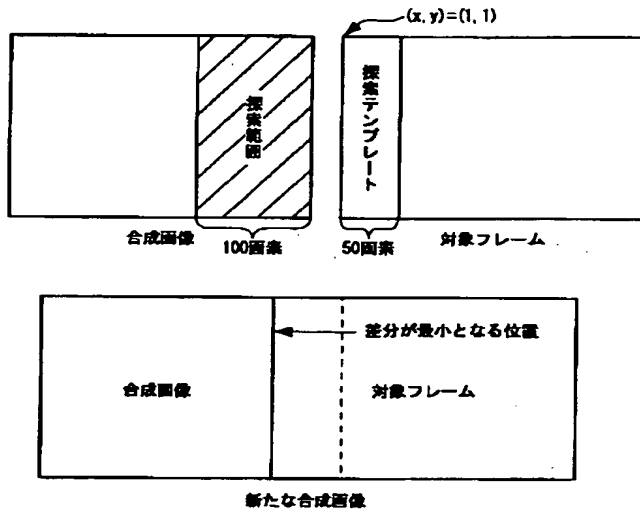 (x, y)=(1, 1)
探索範囲
探索テンプレート
合成画像
100画素
50画素
対象フレーム
差分が最小となる位置
合成画像
対象フレーム
新たな合成画像